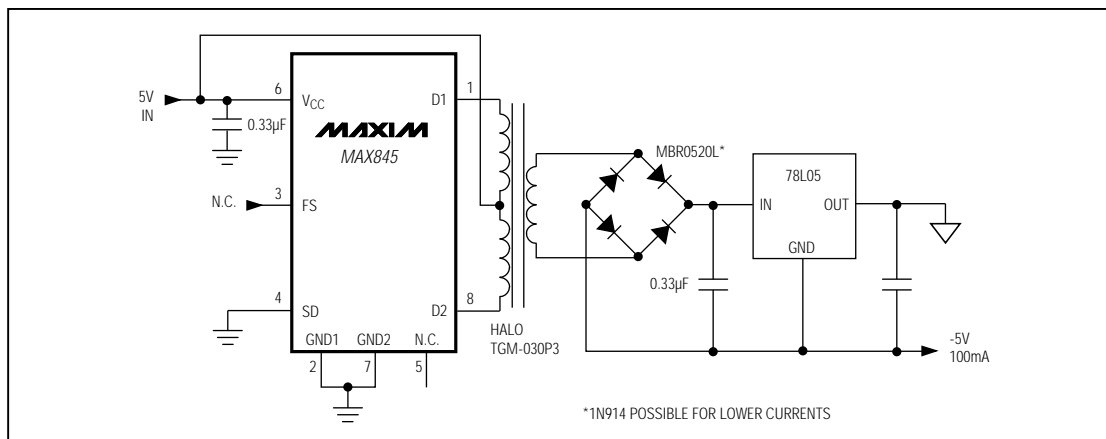 5V
IN
0.33µF
6
VCC
MAXIM
MAX845
D1
1
N.C.
3
FS
4
SD
GND1
GND2
N.C.
2
7
5
D2
8
HALO
TGM-030P3
MBR0520L*
0.33µF
78L05
IN
OUT
GND
-5V
100mA
*1N914 POSSIBLE FOR LOWER CURRENTS